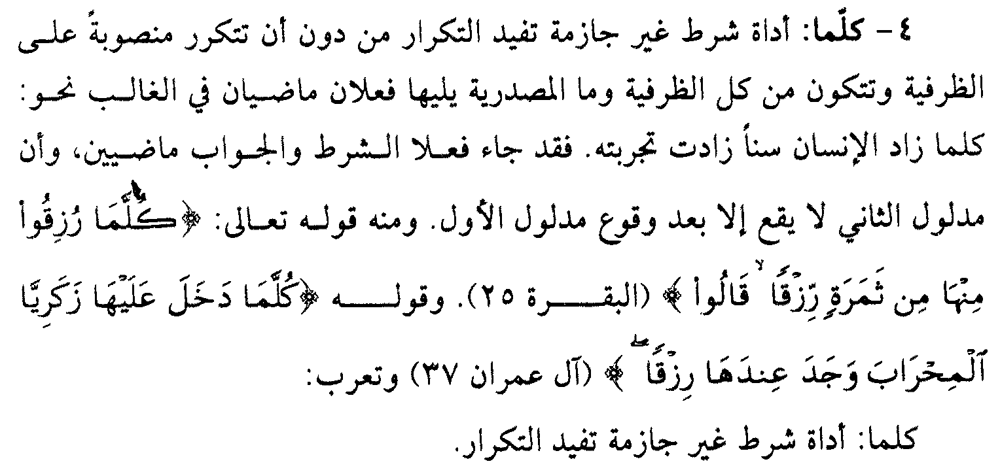 ٤- كلّما: أداة شرط غير جازمة تفيد التكرار من دون أن تتكرر منصوبةً على
الظرفية وتتكون من كل الظرفية وما المصدرية يليها فعلان ماضيان في الغالب نحو:
كلما زاد الإنسان سناً زادت تجربته. فقد جاء فعلا الشرط والجواب ماضيين، وأن
مدلول الثاني لا يقع إلا بعد وقوع مدلول الأول. ومنه قوله تعالى: ﴿كُلَّمَا رُزِقُواْ
مِنْهَا مِن ثَمَرَةٍ رِّزْقًا ۙ قَالُواْ ﴾ (البقرة ٢٥). وقوله ﴿كُلَّمَا دَخَلَ عَلَيْهَا زَكَرِيَّا
ٱلْمِحْرَابَ وَجَدَ عِندَهَا رِزْقًا ۖ ﴾ (آل عمران ٣٧) وتعرب:
كلما: أداة شرط غير جازمة تفيد التكرار.